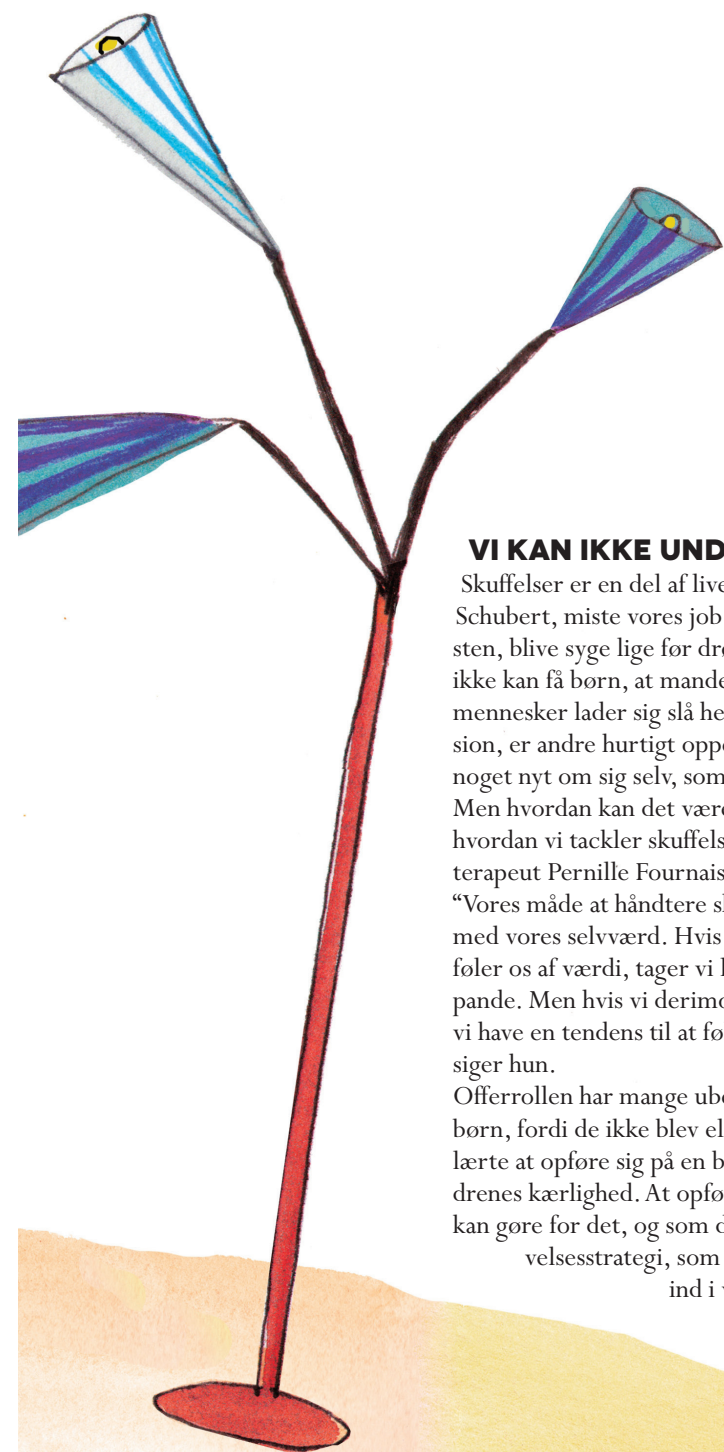 VI KAN IKKE UND
Skuffelser er en del af live
Schubert, miste vores job
sten, blive syge lige før drø
ikke kan få børn, at mande
mennesker lader sig slå he
sion, er andre hurtigt oppe
noget nyt om sig selv, som
Men hvordan kan det være
hvordan vi tackler skuffels
terapeut Pernille Fournais
“Vores måde at håndtere sk
med vores selvværd. Hvis
føler os af værdi, tager vi
pande. Men hvis vi derimo
vi have en tendens til at fø
siger hun.
Offerrollen har mange ube
børn, fordi de ikke blev el
lærte at opføre sig på en b
drenes kærlighed. At opfø
kan gøre for det, og som d
velsesstrategi, som
ind i